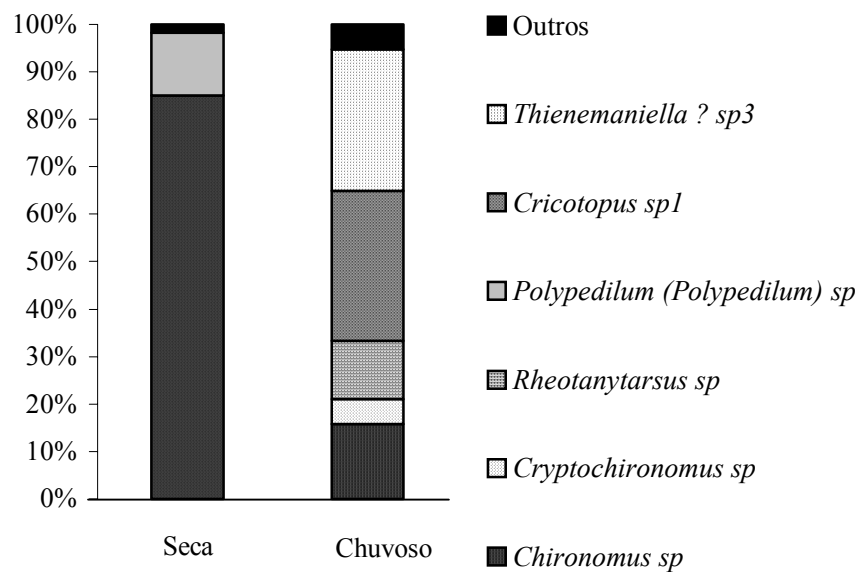 100%
90%
80%
70%
60%
50%
40%
30%
20%
10%
0%
Seca
Chuvoso
Outros
Thienemaniella ? sp3
Cricotopus sp1
Polypedilum (Polypedilum) sp
Rheotanytarsus sp
Cryptochironomus sp
Chironomus sp